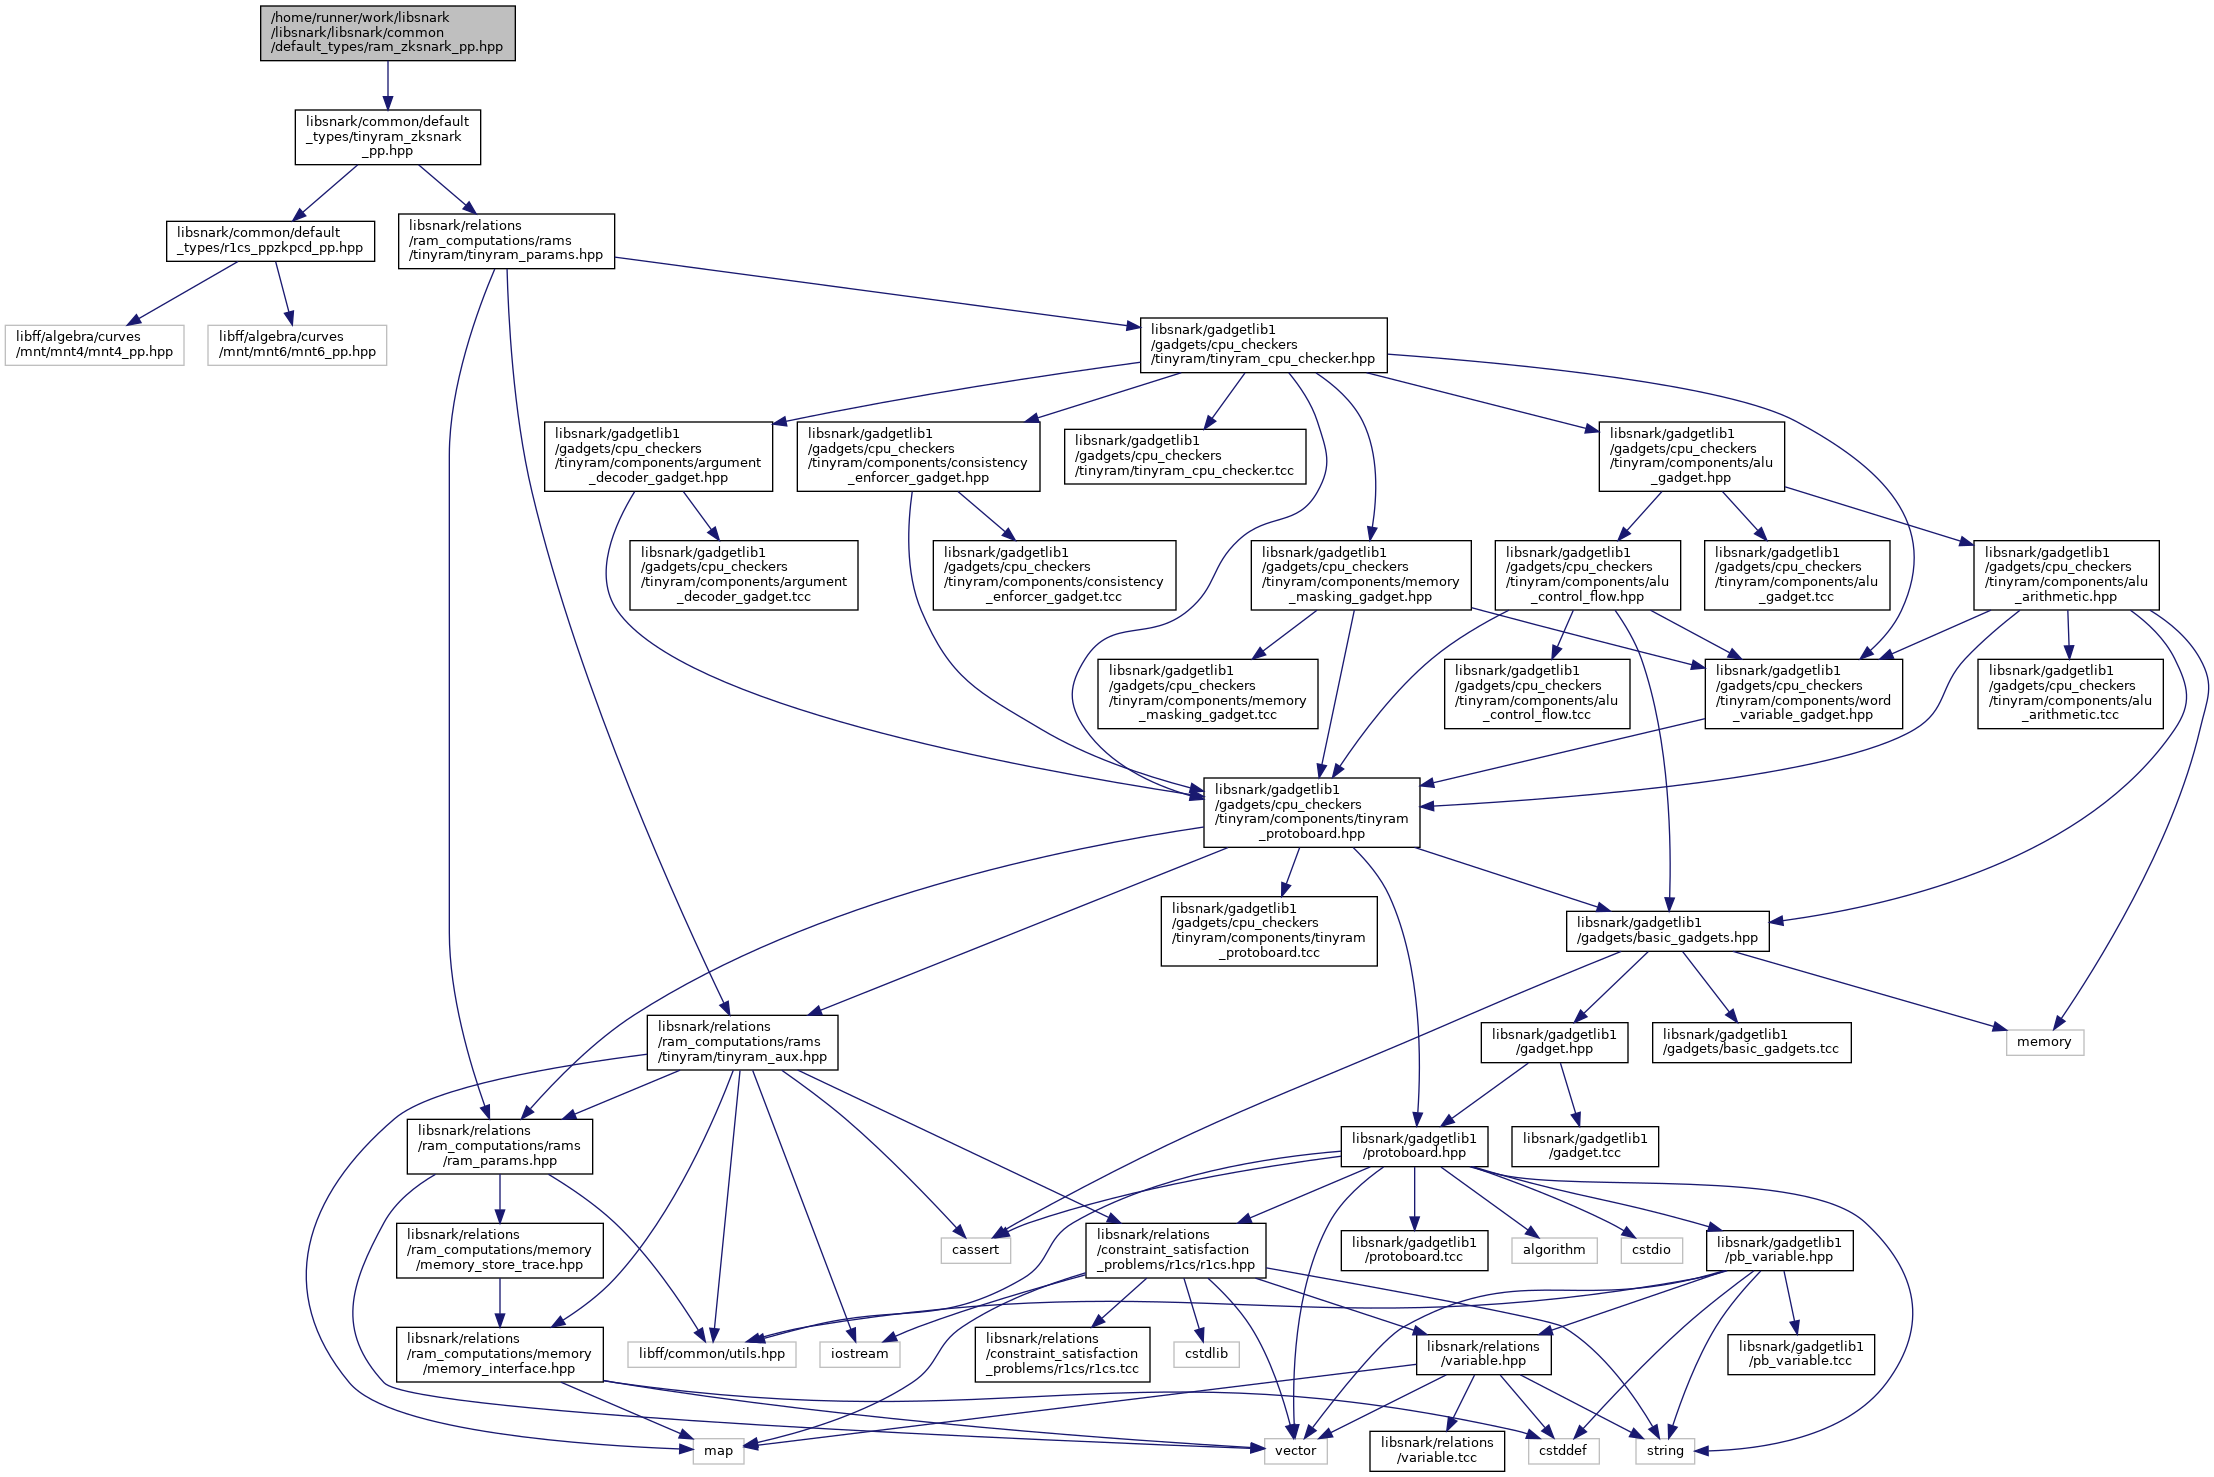 /home/runner/work/libsnark
/libsnark/libsnark/common
/default_types/ram_zksnark_pp.hpp
libsnark/common/default
_types/tinyram_zksnark
_pp.hpp
libsnark/common/default
_types/r1cs_ppzkpcd_pp.hpp
libsnark/relations
/ram_computations/rams
/tinyram/tinyram_params.hpp
libff/algebra/curves
/mnt/mnt4/mnt4_pp.hpp
libff/algebra/curves
/mnt/mnt6/mnt6_pp.hpp
libsnark/gadgetlib1
/gadgets/cpu_checkers
/tinyram/tinyram_cpu_checker.hpp
libsnark/gadgetlib1
/gadgets/cpu_checkers
/tinyram/components/argument
_decoder_gadget.hpp
libsnark/gadgetlib1
/gadgets/cpu_checkers
/tinyram/components/consistency
_enforcer_gadget.hpp
libsnark/gadgetlib1
/gadgets/cpu_checkers
/tinyram/tinyram_cpu_checker.tcc
libsnark/gadgetlib1
/gadgets/cpu_checkers
/tinyram/components/alu
_gadget.hpp
libsnark/gadgetlib1
/gadgets/cpu_checkers
/tinyram/components/argument
_decoder_gadget.tcc
libsnark/gadgetlib1
/gadgets/cpu_checkers
/tinyram/components/consistency
_enforcer_gadget.tcc
libsnark/gadgetlib1
/gadgets/cpu_checkers
/tinyram/components/memory
_masking_gadget.hpp
libsnark/gadgetlib1
/gadgets/cpu_checkers
/tinyram/components/alu
_control_flow.hpp
libsnark/gadgetlib1
/gadgets/cpu_checkers
/tinyram/components/alu
_gadget.tcc
libsnark/gadgetlib1
/gadgets/cpu_checkers
/tinyram/components/alu
_arithmetic.hpp
libsnark/gadgetlib1
/gadgets/cpu_checkers
/tinyram/components/memory
_masking_gadget.tcc
libsnark/gadgetlib1
/gadgets/cpu_checkers
/tinyram/components/alu
_control_flow.tcc
libsnark/gadgetlib1
/gadgets/cpu_checkers
/tinyram/components/word
_variable_gadget.hpp
libsnark/gadgetlib1
/gadgets/cpu_checkers
/tinyram/components/alu
_arithmetic.tcc
libsnark/gadgetlib1
/gadgets/cpu_checkers
/tinyram/components/tinyram
_protoboard.hpp
libsnark/gadgetlib1
/gadgets/cpu_checkers
/tinyram/components/tinyram
_protoboard.tcc
libsnark/gadgetlib1
/gadgets/basic_gadgets.hpp
libsnark/relations
/ram_computations/rams
/tinyram/tinyram_aux.hpp
libsnark/gadgetlib1
/gadget.hpp
libsnark/gadgetlib1
/gadgets/basic_gadgets.tcc
memory
libsnark/relations
/ram_computations/rams
/ram_params.hpp
libsnark/gadgetlib1
/protoboard.hpp
libsnark/gadgetlib1
/gadget.tcc
libsnark/relations
/ram_computations/memory
/memory_store_trace.hpp
cassert
libsnark/relations
/constraint_satisfaction
_problems/r1cs/r1cs.hpp
libsnark/gadgetlib1
/protoboard.tcc
algorithm
cstdio
libsnark/gadgetlib1
/pb_variable.hpp
libsnark/relations
/ram_computations/memory
/memory_interface.hpp
libff/common/utils.hpp
iostream
libsnark/relations
/constraint_satisfaction
_problems/r1cs/r1cs.tcc
cstdlib
libsnark/relations
/variable.hpp
libsnark/gadgetlib1
/pb_variable.tcc
map
vector
libsnark/relations
/variable.tcc
cstddef
string